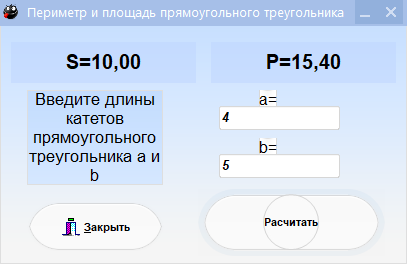 Периметр и площадь прямоугольного треугольника
S=10,00
P=15,40
Введите длины
катетов
прямоугольного
треугольника a и
b
a=
4
b=
5
Закрыть
Расчитать